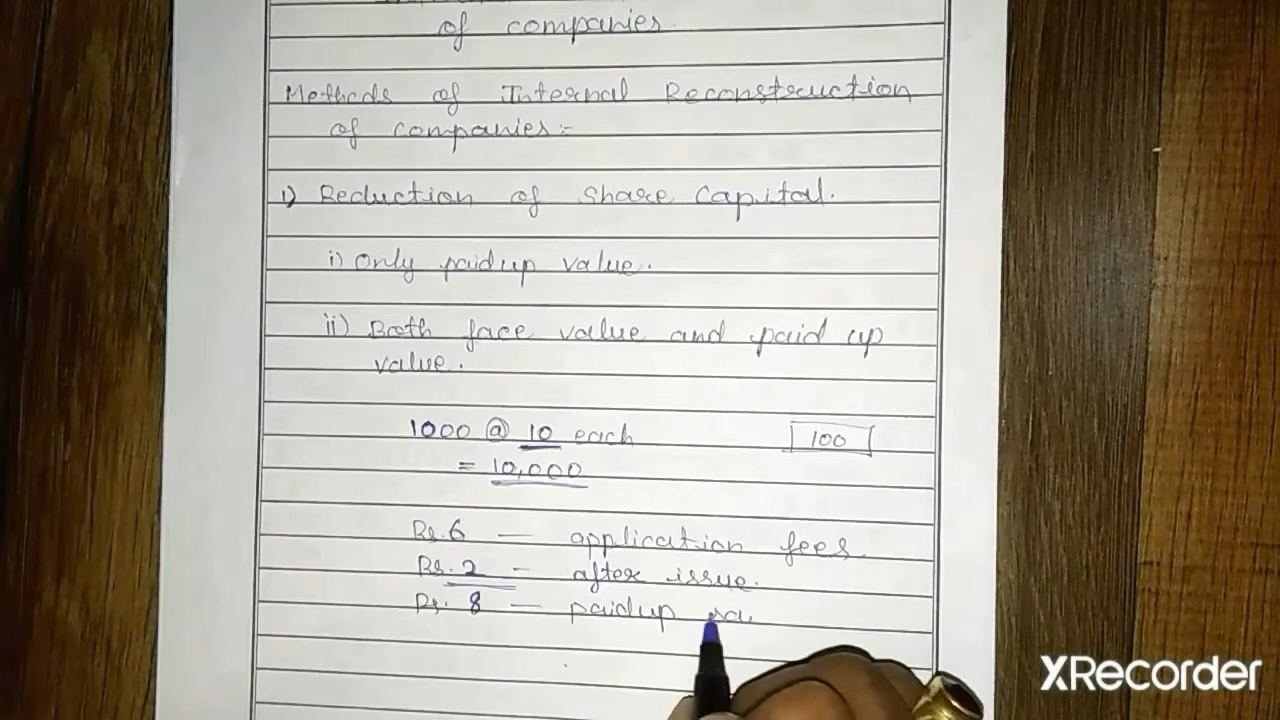 of companies
Methods of Internal Reconstruction
of companies:-
1) Reduction of share capital.
i) Only paidup value.
ii) Both face value and paid up
value.
1000 @ 10 each
100
= 10,000
Rs. 6 — application fees.
Rs. 2 — after issue.
Rs. 8 — paidup va
XRecorder